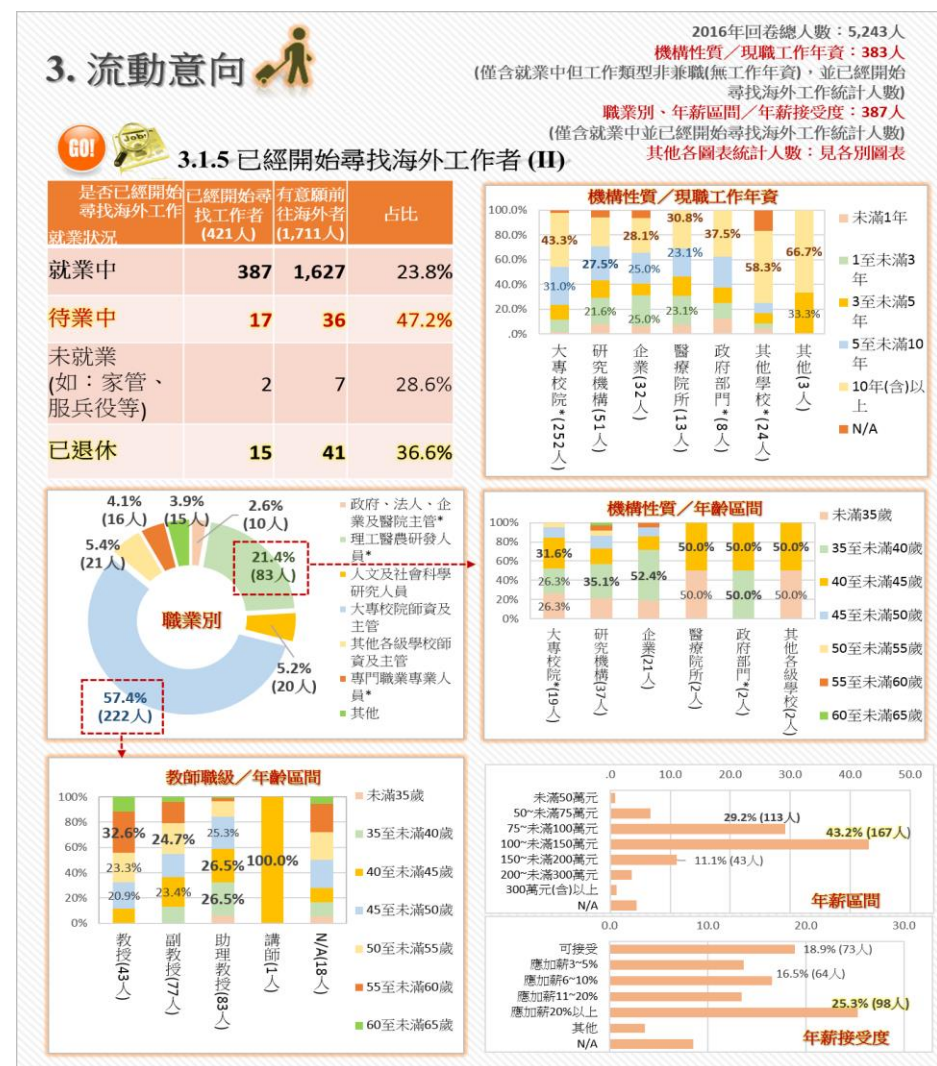 3. 流動意向
2016年回卷總人數：5,243人
機構性質／現職工作年資：383人
(僅含就業中但工作類型非兼職(無工作年資)，並已經開始
尋找海外工作統計人數)
職業別、年薪區間／年薪接受度：387人
(僅含就業中並已經開始尋找海外工作統計人數)
其他各圖表統計人數：見各別圖表
GO!
Job
3.1.5 已經開始尋找海外工作者 (II)
是否已經開始
尋找海外工作
就業狀況
已經開始尋
找工作者
(421人)
有意願前
往海外者
(1,711人)
占比
就業中 387 1,627 23.8%
待業中 17 36 47.2%
未就業
(如：家管、
服兵役等)
2 7 28.6%
已退休 15 41 36.6%
機構性質／現職工作年資
100.0%
80.0%
60.0%
40.0%
20.0%
.0%
43.3%
31.0%
27.5%
21.6%
28.1%
25.0%
25.0%
30.8%
23.1%
23.1%
37.5%
58.3%
66.7%
33.3%
大專校院*(252人)
研究機構(51人)
企業(32人)
醫療院所(13人)
政府部門*(8人)
其他學校*(24人)
其他(3人)
未滿1年
1至未滿3
年
3至未滿5
年
5至未滿10
年
10年(含)以
上
N/A
4.1%
(16人)
3.9%
(15人)
2.6%
(10人)
5.4%
(21人)
21.4%
(83人)
職業別
5.2%
(20人)
57.4%
(222人)
政府、法人、企
業及醫院主管*
理工醫農研發人
員*
人文及社會科學
研究人員
大專校院師資及
主管
其他各級學校師
資及主管
專門職業專業人
員*
其他
機構性質／年齡區間
100%
80%
60%
40%
20%
0%
31.6%
26.3%
26.3%
35.1%
52.4%
50.0%
50.0%
50.0%
50.0%
50.0%
50.0%
大專校院*(19人)
研究機構(37人)
企業(21人)
醫療院所(2人)
政府部門*(2人)
其他各級學校(2人)
未滿35歲
35至未滿40歲
40至未滿45歲
45至未滿50歲
50至未滿55歲
55至未滿60歲
60至未滿65歲
教師職級／年齡區間
100%
80%
60%
40%
20%
0%
32.6%
23.3%
20.9%
24.7%
23.4%
25.3%
26.5%
26.5%
100.0%
教授(43人)
副教授(77人)
助理教授(83人)
講師(1人)
N/A(18人)
未滿35歲
35至未滿40歲
40至未滿45歲
45至未滿50歲
50至未滿55歲
55至未滿60歲
60至未滿65歲
.0 10.0 20.0 30.0 40.0 50.0
未滿50萬元
50~未滿75萬元
75~未滿100萬元
100~未滿150萬元
150~未滿200萬元
200~未滿300萬元
300萬元(含)以上
N/A
29.2% (113人)
43.2% (167人)
11.1% (43人)
年薪區間
0.0 10.0 20.0 30.0
可接受
應加薪3~5%
應加薪6~10%
應加薪11~20%
應加薪20%以上
其他
N/A
18.9% (73人)
16.5% (64人)
25.3% (98人)
年薪接受度